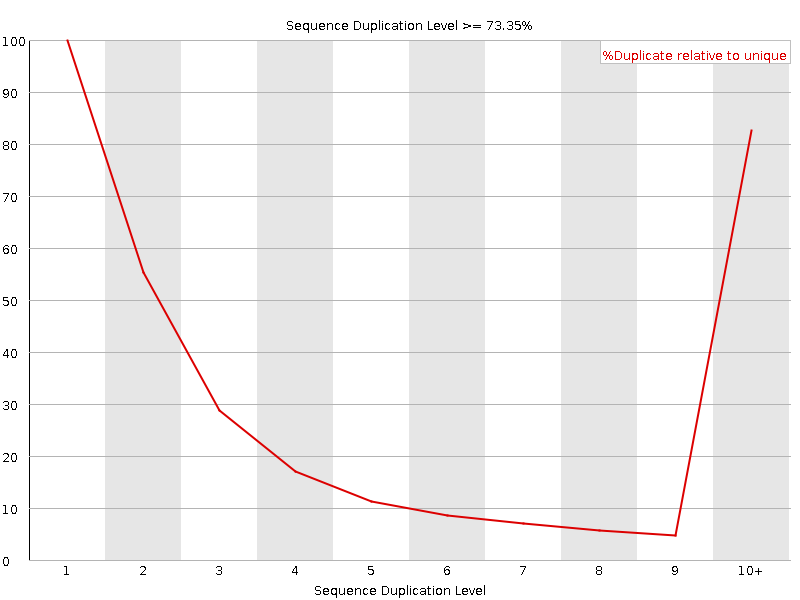 Sequence Duplication Level >= 73.35%
%Duplicate relative to unique
100
90
80
70
60
50
40
30
20
10
0
1 2 3 4 5 6 7 8 9 10+
Sequence Duplication Level